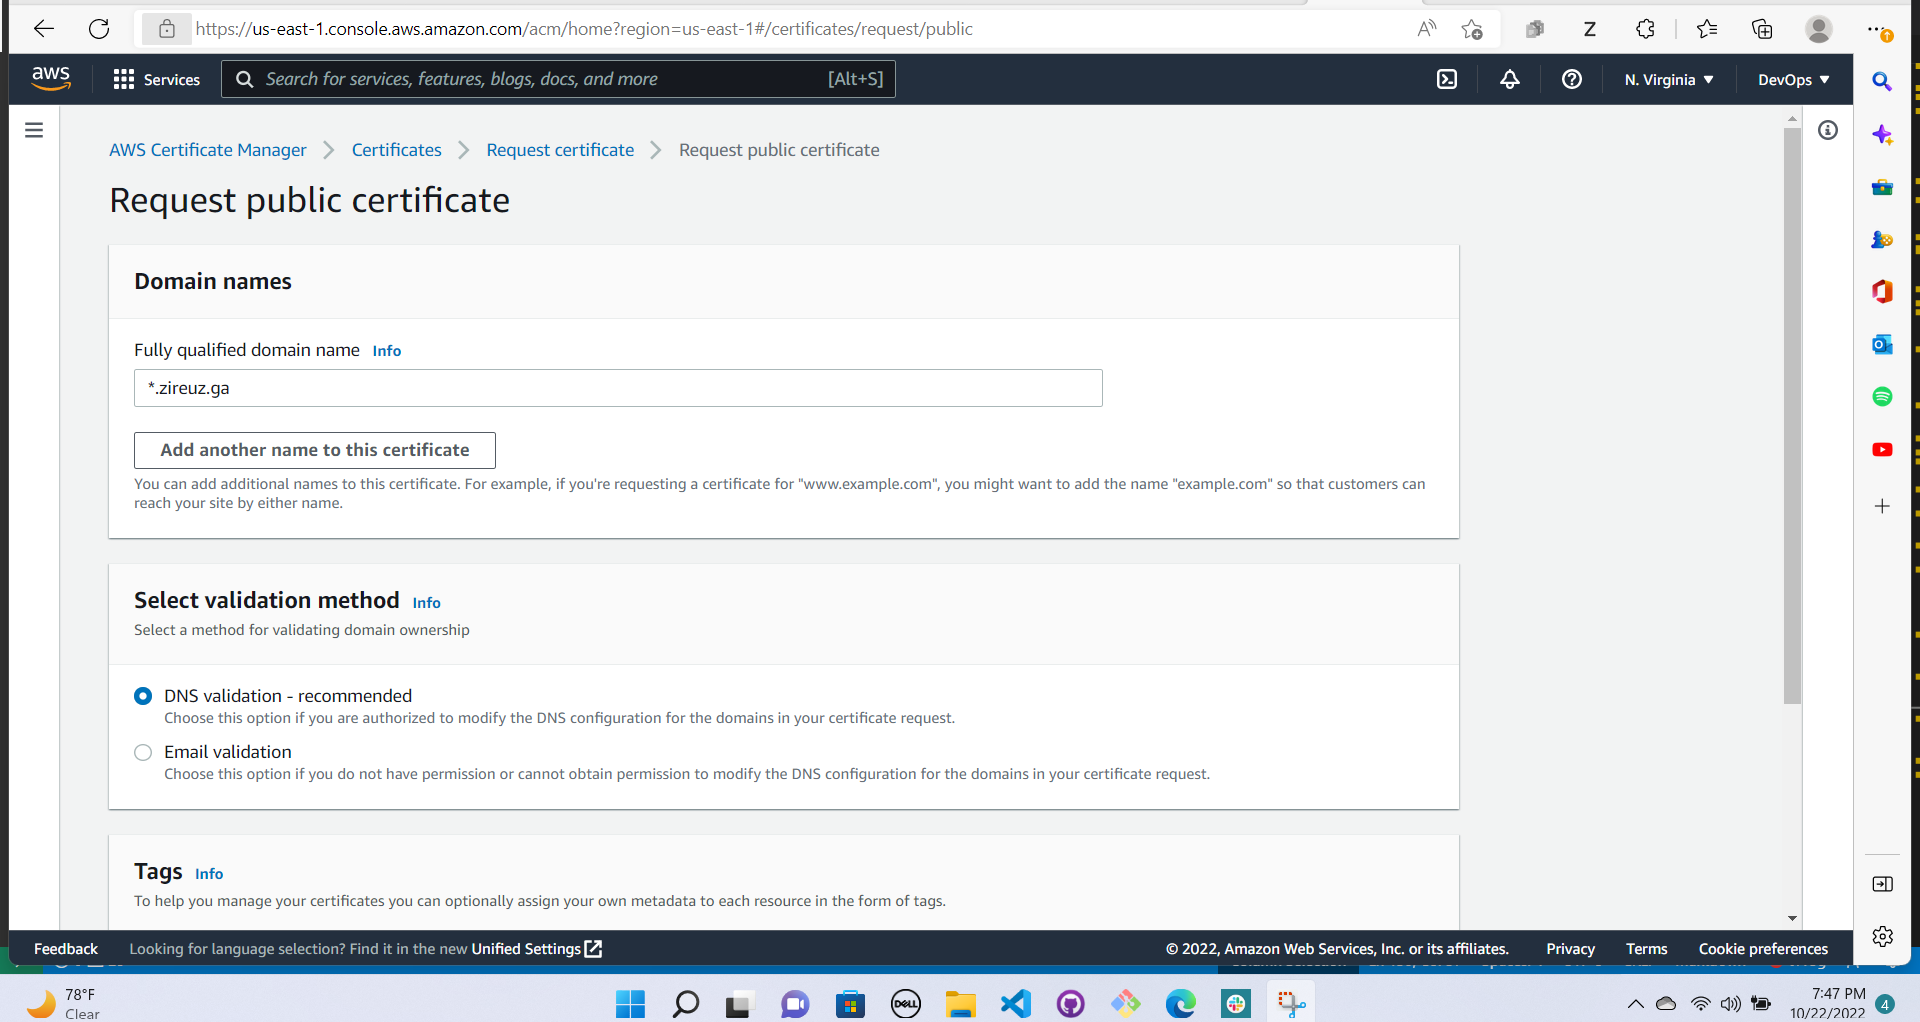 https://us-east-1.console.aws.amazon.com/acm/home?region=us-east-1#/certificates/request/public
aws
Services
Search for services, features, blogs, docs, and more
[Alt+S]
N. Virginia
DevOps
AWS Certificate Manager
Certificates
Request certificate
Request public certificate
Request public certificate
Domain names
Fully qualified domain name Info
*.zireuz.ga
Add another name to this certificate
You can add additional names to this certificate. For example, if you're requesting a certificate for "www.example.com", you might want to add the name "example.com" so that customers can
reach your site by either name.
Select validation method Info
Select a method for validating domain ownership
DNS validation - recommended
Choose this option if you are authorized to modify the DNS configuration for the domains in your certificate request.
Email validation
Choose this option if you do not have permission or cannot obtain permission to modify the DNS configuration for the domains in your certificate request.
Tags Info
To help you manage your certificates you can optionally assign your own metadata to each resource in the form of tags.
Feedback
Looking for language selection? Find it in the new Unified Settings
© 2022, Amazon Web Services, Inc. or its affiliates.
Privacy
Terms
Cookie preferences
78°F
Clear
DELL
7:47 PM
10/22/2022
4